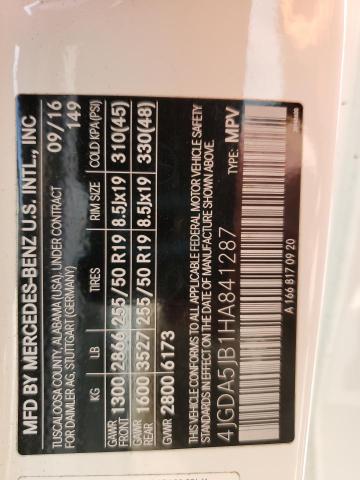 MFD BY MERCEDES-BENZ U.S. INTL., INC
TUSCALOOSA COUNTY, ALABAMA (USA), UNDER CONTRACT 09/16
FOR DAIMLER AG, STUTTGART (GERMANY) 149
KG LB TIRES RIM SIZE COLD KPA(PSI)
GAWR FRONT 1300 2866 255/50 R19 8.5Jx19 310(45)
GAWR REAR 1600 3527 255/50 R19 8.5Jx19 330(48)
GVWR 2800 6173
THIS VEHICLE CONFORMS TO ALL APPLICABLE FEDERAL MOTOR VEHICLE SAFETY
STANDARDS IN EFFECT ON THE DATE OF MANUFACTURE SHOWN ABOVE.
4JGDA5JB1HA841287 TYPE: MPV
A 166 817 09 20